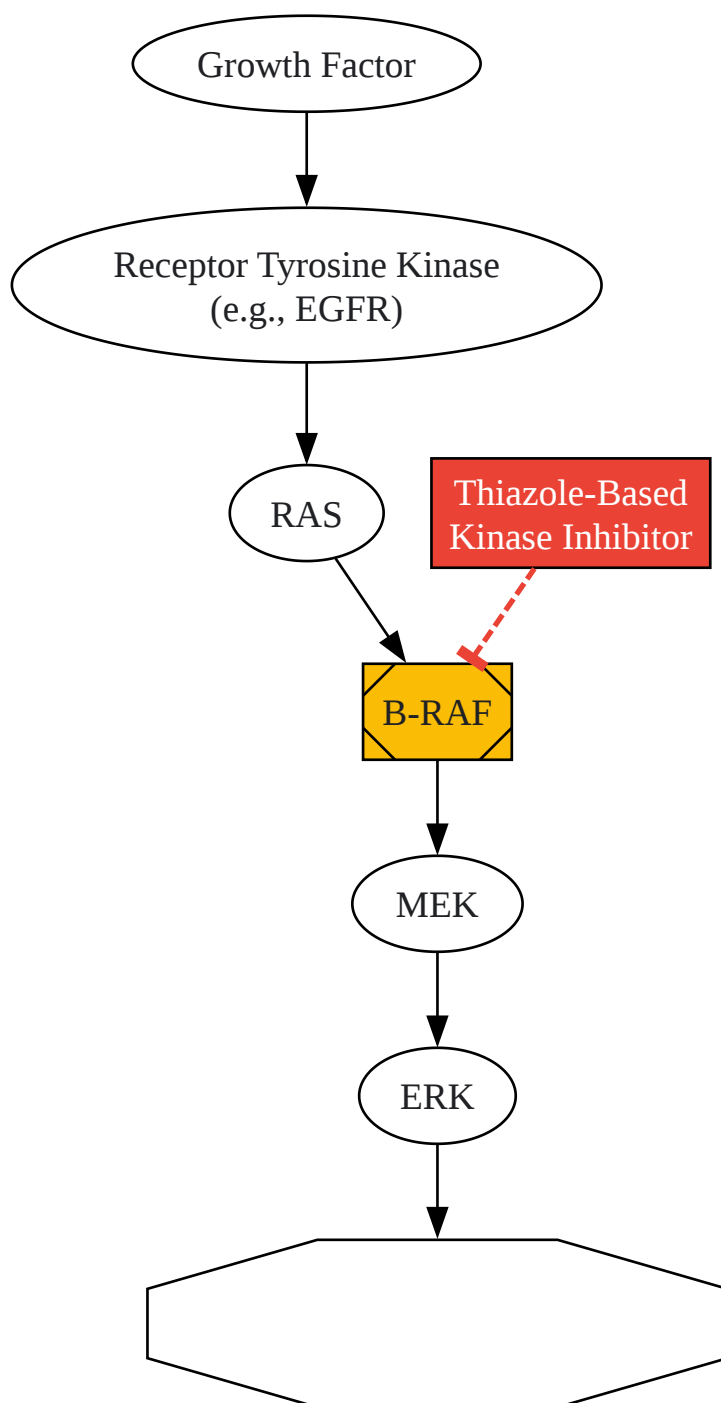 Growth Factor
Receptor Tyrosine Kinase
(e.g., EGFR)
RAS
Thiazole-Based
Kinase Inhibitor
B-RAF
MEK
ERK